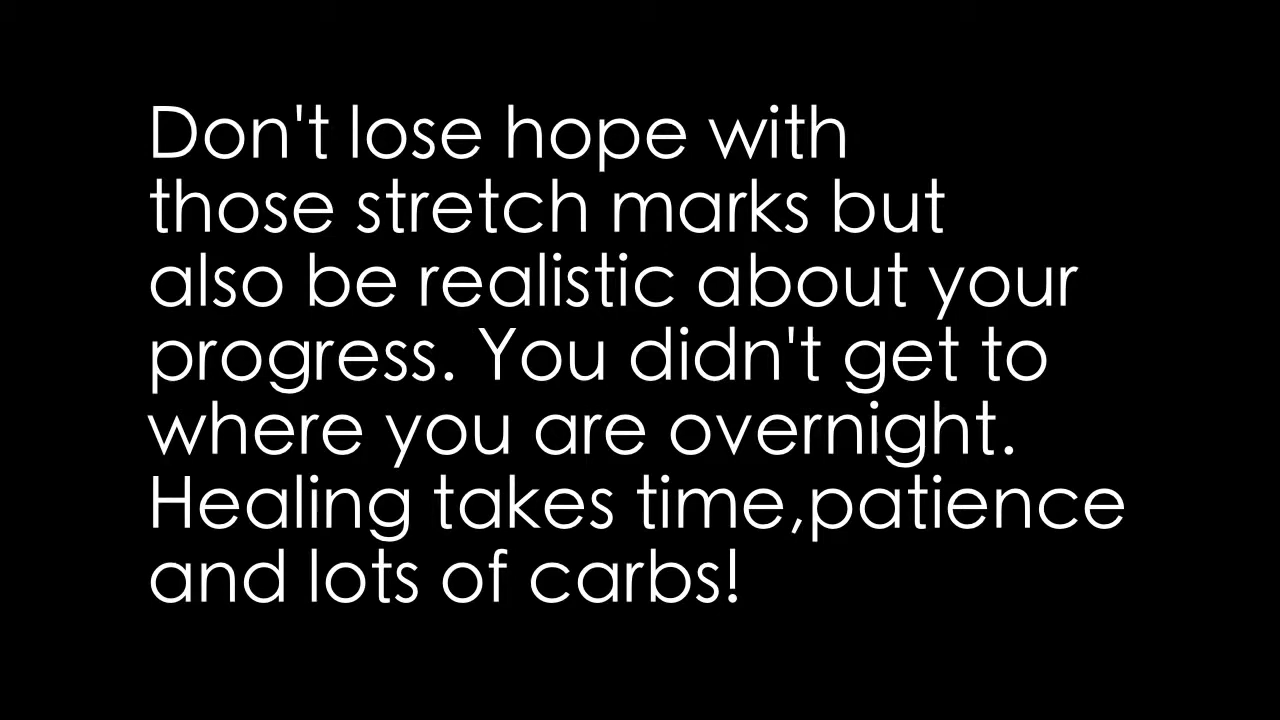 Don't lose hope with
those stretch marks but
also be realistic about your
progress. You didn't get to
where you are overnight.
Healing takes time,patience
and lots of carbs!